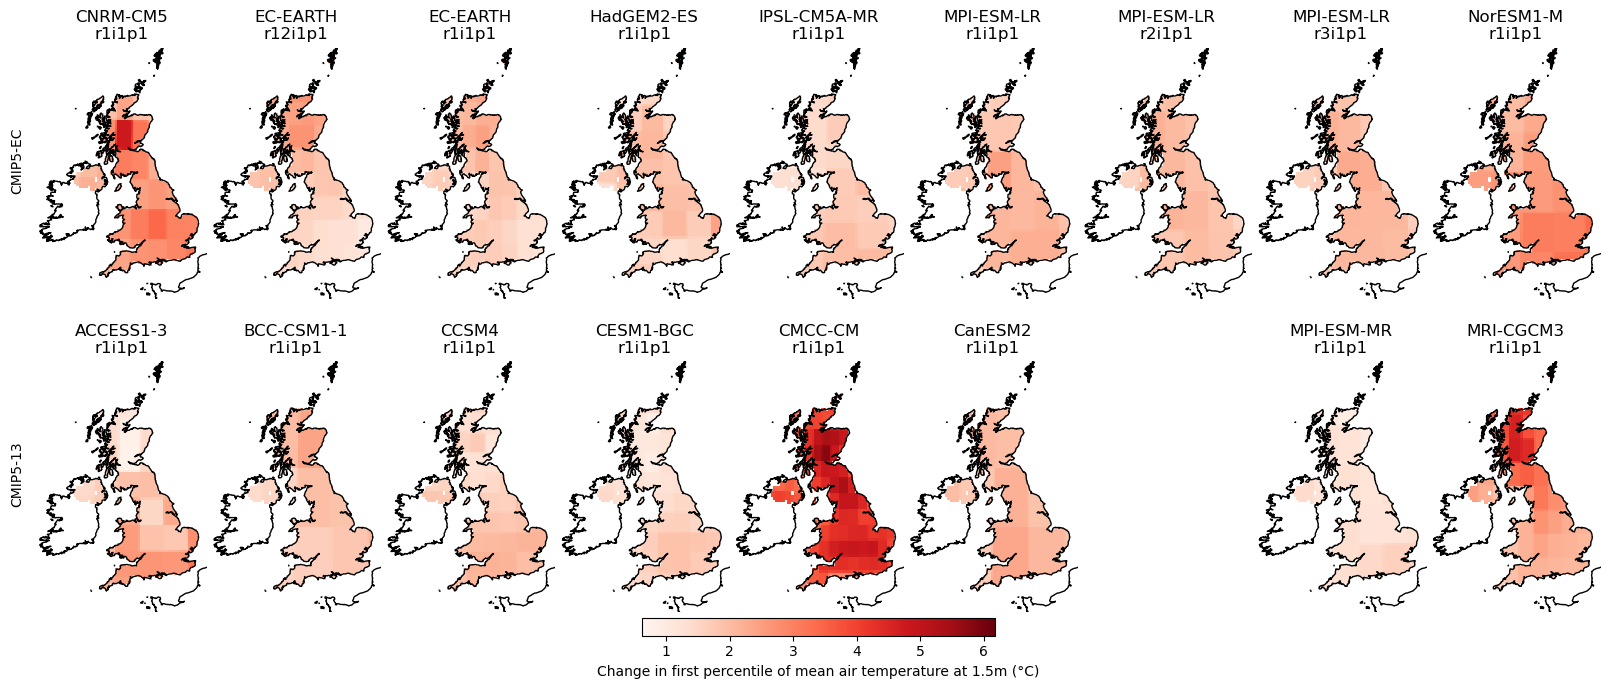 CNRM-CM5
r1i1p1
EC-EARTH
r12i1p1
EC-EARTH
r1i1p1
HadGEM2-ES
r1i1p1
IPSL-CM5A-MR
r1i1p1
MPI-ESM-LR
r1i1p1
MPI-ESM-LR
r2i1p1
MPI-ESM-LR
r3i1p1
NorESM1-M
r1i1p1
CMIP5-EC
ACCESS1-3
r1i1p1
BCC-CSM1-1
r1i1p1
CCSM4
r1i1p1
CESM1-BGC
r1i1p1
CMCC-CM
r1i1p1
CanESM2
r1i1p1
MPI-ESM-MR
r1i1p1
MRI-CGCM3
r1i1p1
CMIP5-13
1 2 3 4 5 6
Change in first percentile of mean air temperature at 1.5m (°C)